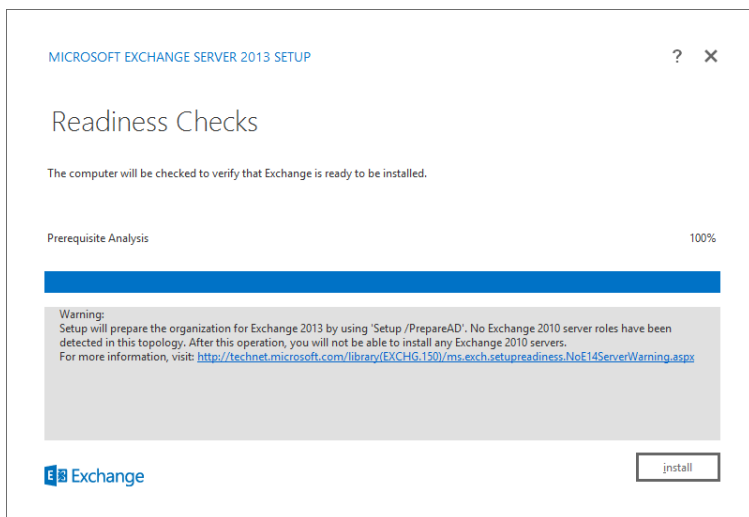 MICROSOFT EXCHANGE SERVER 2013 SETUP
?
Readiness Checks
The computer will be checked to verify that Exchange is ready to be installed.
Prerequisite Analysis 100%
Warning:
Setup will prepare the organization for Exchange 2013 by using 'Setup /PrepareAD'. No Exchange 2010 server roles have been
detected in this topology. After this operation, you will not be able to install any Exchange 2010 servers.
For more information, visit: http://technet.microsoft.com/library(EXCHG.150)/ms.exch.setupreadiness.NoE14ServerWarning.aspx
install
Exchange